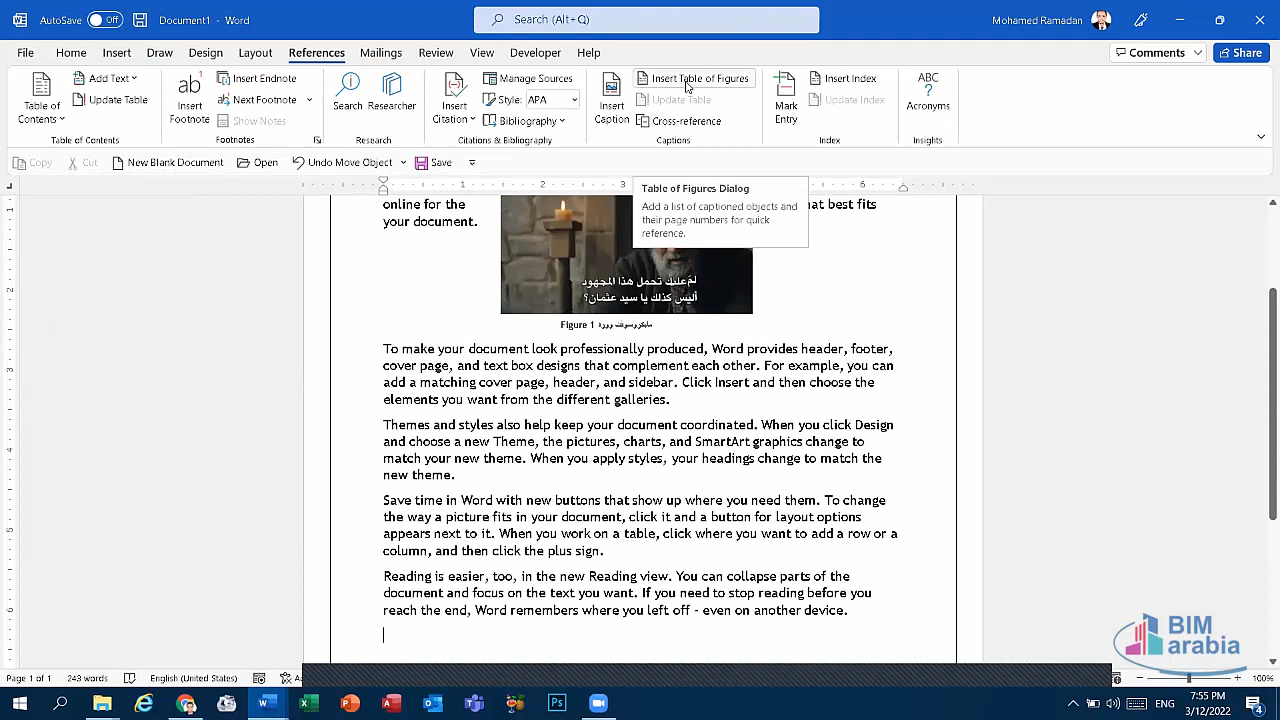 AutoSave Off
Document1 - Word
Search (Alt+Q)
Mohamed Ramadan
File Home Insert Draw Design Layout References Mailings Review View Developer Help
Comments Share
Table of Contents
Add Text
Update Table
Table of Contents
Insert Footnote
Insert Endnote
Next Footnote
Show Notes
Footnotes
Search Researcher
Research
Insert Citation
Manage Sources
Style: APA
Bibliography
Citations & Bibliography
Insert Caption
Insert Table of Figures
Update Table
Cross-reference
Captions
Mark Entry
Insert Index
Update Index
Index
ABC
Acronyms
Insights
Copy Cut New Blank Document Open Undo Move Object Save
1 2 3 6
Table of Figures Dialog
Add a list of captioned objects and
their page numbers for quick
reference.
online for the
hat best fits
your document.
لم عليك تحمل هذا المجهود
أليس كذلك يا سيد عثمان؟
Figure 1 مايكروسوفت وورد
To make your document look professionally produced, Word provides header, footer,
cover page, and text box designs that complement each other. For example, you can
add a matching cover page, header, and sidebar. Click Insert and then choose the
elements you want from the different galleries.
Themes and styles also help keep your document coordinated. When you click Design
and choose a new Theme, the pictures, charts, and SmartArt graphics change to
match your new theme. When you apply styles, your headings change to match the
new theme.
Save time in Word with new buttons that show up where you need them. To change
the way a picture fits in your document, click it and a button for layout options
appears next to it. When you work on a table, click where you want to add a row or a
column, and then click the plus sign.
Reading is easier, too, in the new Reading view. You can collapse parts of the
document and focus on the text you want. If you need to stop reading before you
reach the end, Word remembers where you left off - even on another device.
BIM
arabia
Page 1 of 1 243 words English (United States)
100%
ENG
7:55 PM
3/12/2022
4